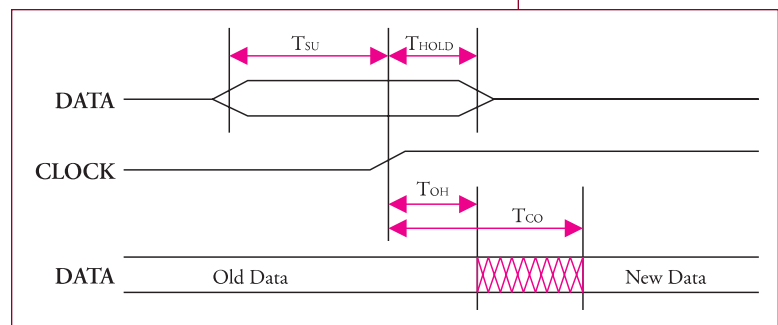 TSU THOLD
DATA
CLOCK
TOH
TCO
DATA Old Data New Data